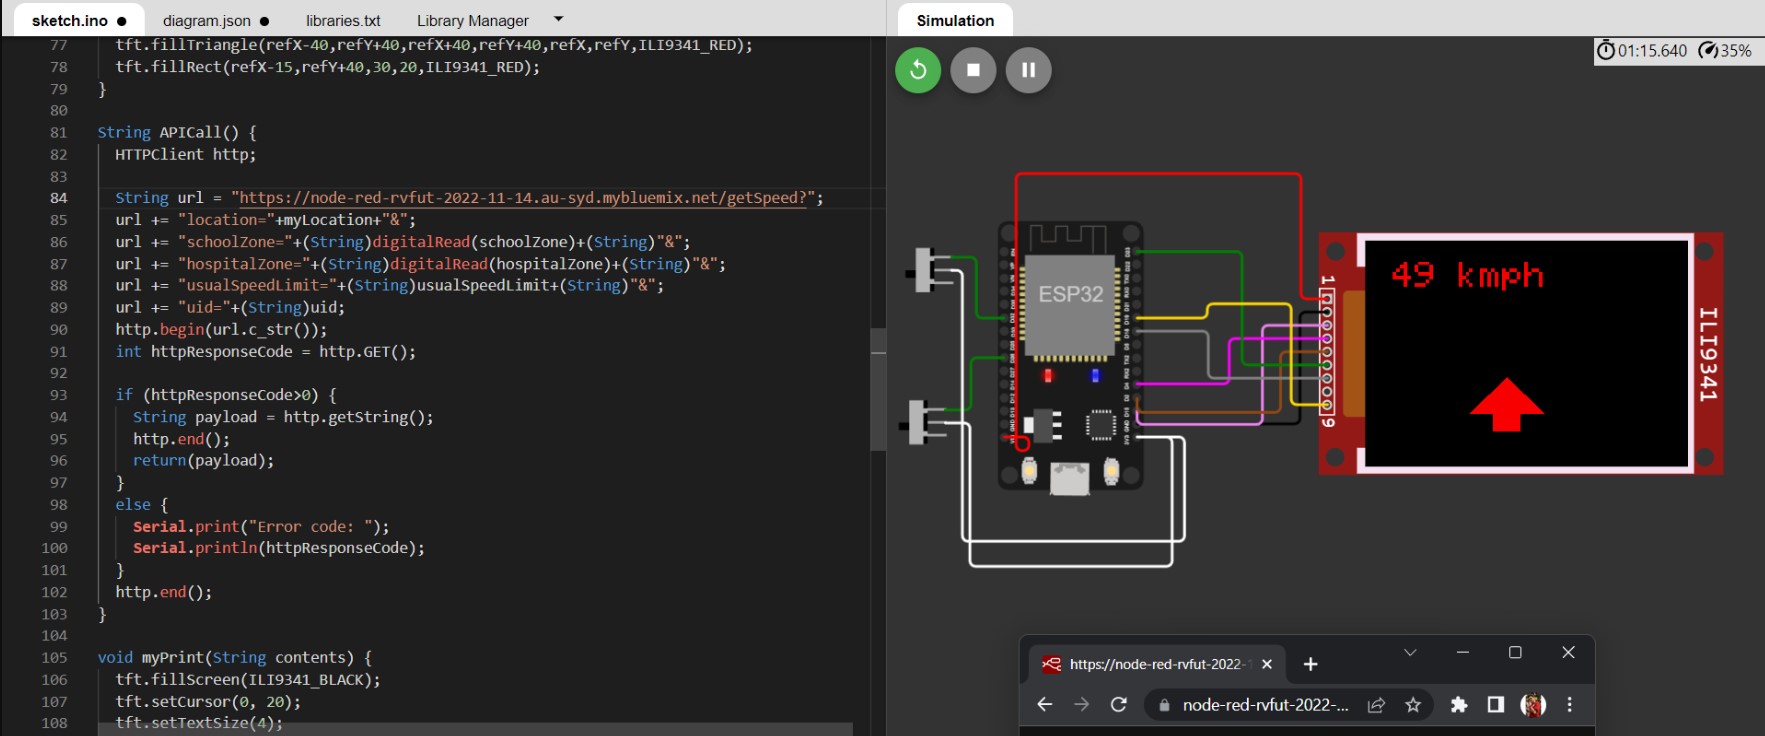 sketch.ino
diagram.json
libraries.txt
Library Manager
77 tft.fillTriangle(refX-40,refY+40,refX+40,refY+40,refX,refY,ILI9341_RED);
78 tft.fillRect(refX-15,refY+40,30,20,ILI9341_RED);
79 }
80
81 String APICall() {
82 HTTPClient http;
83
84 String url = "https://node-red-rvfut-2022-11-14.au-syd.mybluemix.net/getSpeed?";
85 url += "location="+myLocation+"&";
86 url += "schoolZone="+(String)digitalRead(schoolZone)+(String)"&";
87 url += "hospitalZone="+(String)digitalRead(hospitalZone)+(String)"&";
88 url += "usualSpeedLimit="+(String)usualSpeedLimit+(String)"&";
89 url += "uid="+(String)uid;
90 http.begin(url.c_str());
91 int httpResponseCode = http.GET();
92
93 if (httpResponseCode>0) {
94 String payload = http.getString();
95 http.end();
96 return(payload);
97 }
98 else {
99 Serial.print("Error code: ");
100 Serial.println(httpResponseCode);
101 }
102 http.end();
103 }
104
105 void myPrint(String contents) {
106 tft.fillScreen(ILI9341_BLACK);
107 tft.setCursor(0, 20);
108 tft.setTextSize(4);
Simulation
01:15.640 35%
ESP32
49 kmph
1
9
ILI9341
https://node-red-rvfut-2022-1
node-red-rvfut-2022-...